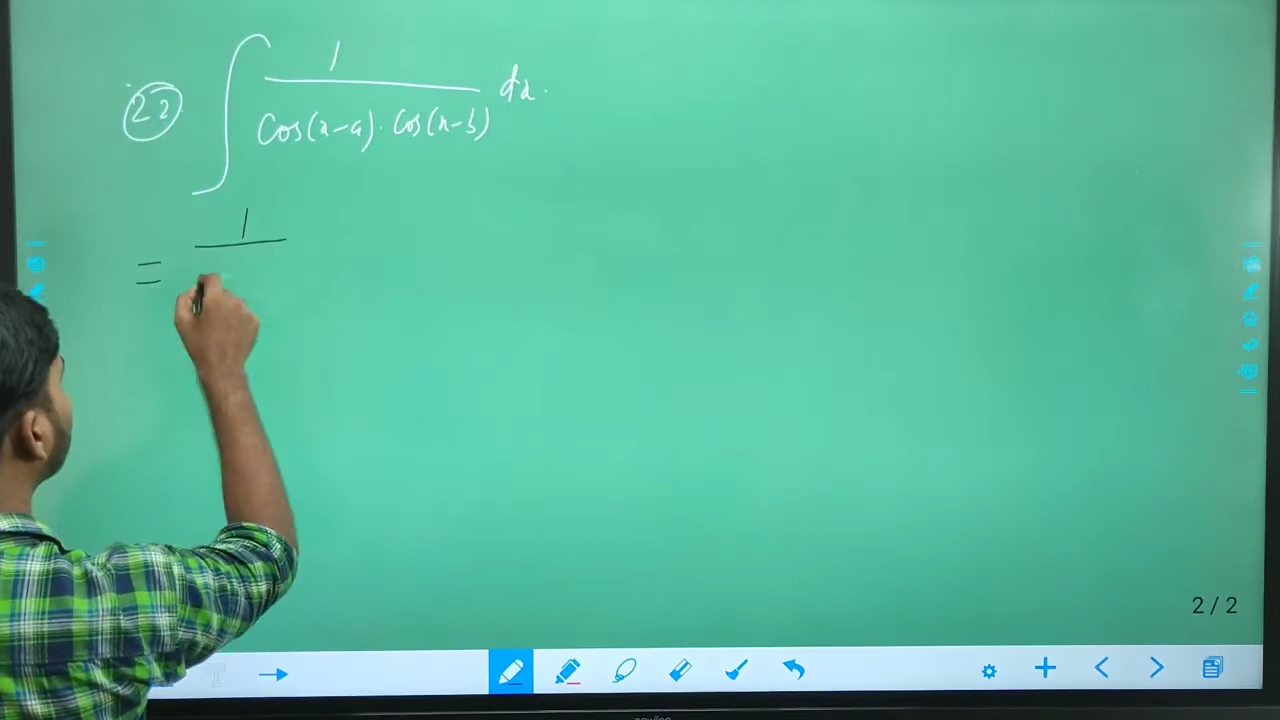 22 ∫ 1 / cos(x-a). cos(x-b) dx.
= 1
2 / 2